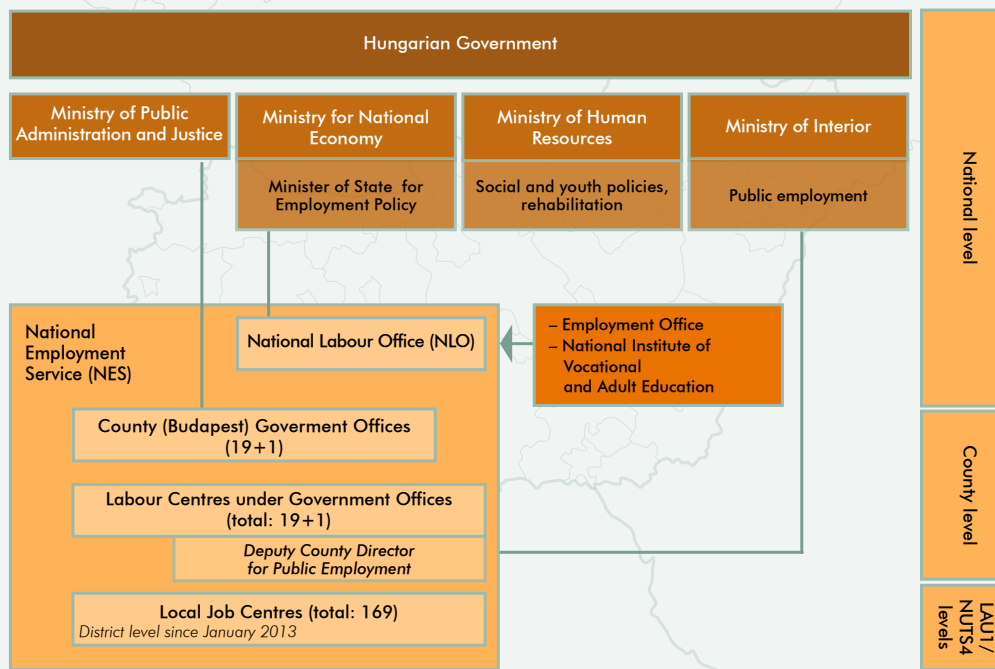 Hungarian Government
Ministry of Public
Administration and Justice
Ministry for National
Economy
Minister of State for
Employment Policy
Ministry of Human
Resources
Social and youth policies,
rehabilitation
Ministry of Interior
Public employment
National level
National
Employment
Service (NES)
National Labour Office (NLO)
– Employment Office
– National Institute of
Vocational
and Adult Education
County (Budapest) Goverment Offices
(19+1)
Labour Centres under Government Offices
(total: 19+1)
Deputy County Director
for Public Employment
County level
Local Job Centres (total: 169)
District level since January 2013
LAU1/
NUTS4
levels